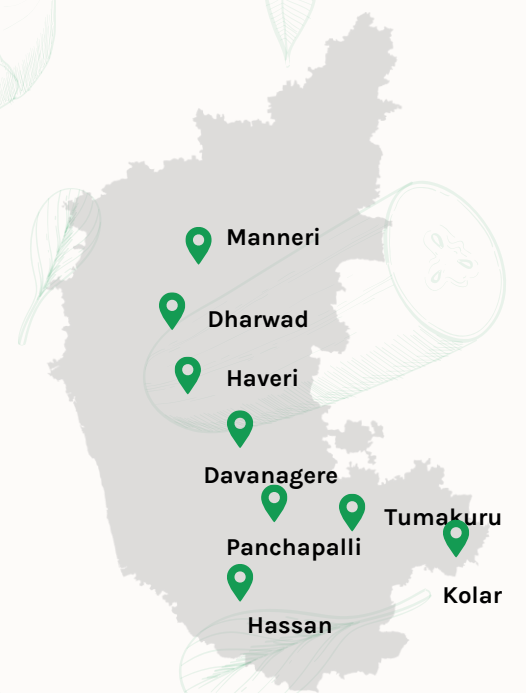 Manneri
Dharwad
Haveri
Davanagere
Tumakuru
Panchapalli
Kolar
Hassan